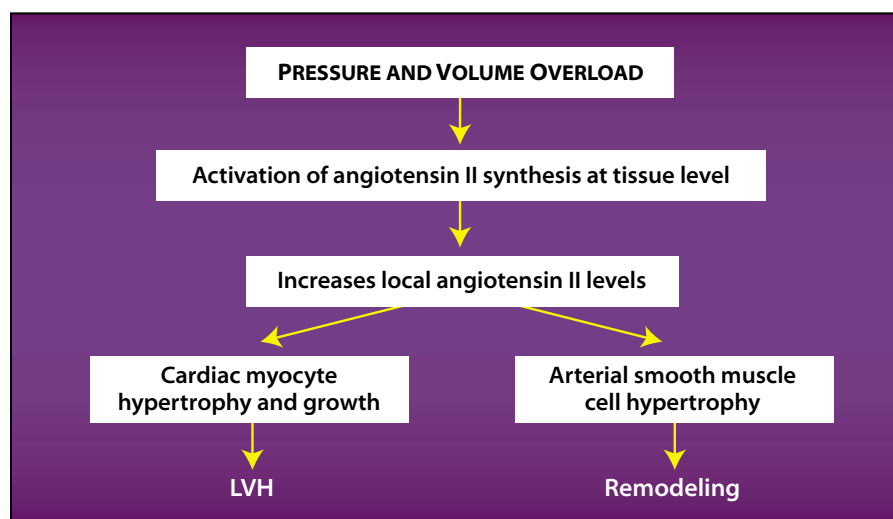 PRESSURE AND VOLUME OVERLOAD
Activation of angiotensin II synthesis at tissue level
Increases local angiotensin II levels
Cardiac myocyte
hypertrophy and growth
Arterial smooth muscle
cell hypertrophy
LVH
Remodeling